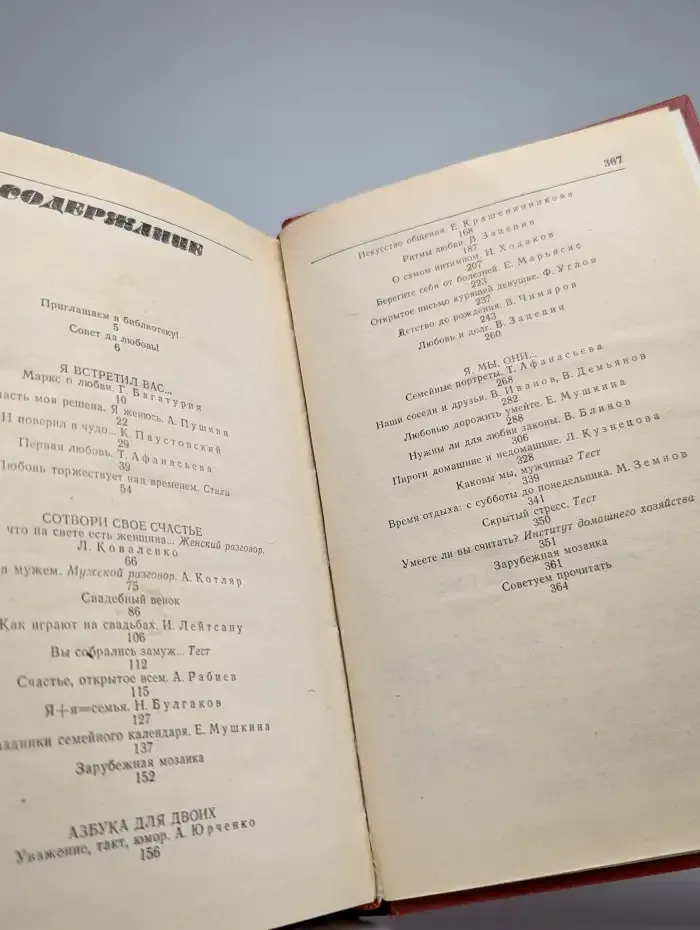 СОДЕРЖАНИЕ
Приглашаем в библиотеку!
5
Совет да любовь!
6
Я ВСТРЕТИЛ ВАС...
Маркс о любви. Г. Багатурия
10
моя решена. Я женюсь. А. Пушкин
22
И поверил в чудо... К. Паустовский
29
Первая любовь. Т. Афанасьева
39
Любовь торжествует над временем. Стихи
54
СОТВОРИ СВОЕ СЧАСТЬЕ
что на свете есть женщина... Женский разговор.
Л. Коваленко
66
мужем. Мужской разговор. А. Котляр
75
Свадебный венок
86
Как играют на свадьбах. И. Лейтсану
106
Вы собрались замуж... Тест
112
Счастье, открытое всем. А. Рабиев
115
Я+я=семья. Н. Булгаков
127
семейного календаря. Е. Мушкина
137
Зарубежная мозаика
152
АЗБУКА ДЛЯ ДВОИХ
Уважение, такт, юмор. А. Юрченко
156
367
Искусство общения. Е. Крашенинникова
168
Ритмы любви. В. Зацепин
187
О самом интимном. И. Ходаков
207
Берегите себя от болезней. Е. Марьясис
223
Открытое письмо курящей девушке. Ф. Углов
237
Детство до рождения. В. Чимаров
243
Любовь и долг. В. Зацепин
260
Я, МЫ, ОНИ...
Семейные портреты. Т. Афанасьева
268
Наши соседи и друзья. В. Иванов, В. Демьянов
282
Любовью дорожить умейте. Е. Мушкина
288
Нужны ли для любви законы. В. Блинов
306
Пироги домашние и недомашние. Л. Кузнецова
328
Каковы мы, мужчины? Тест
339
Время отдыха: с субботы до понедельника. М. Земнов
341
Скрытый стресс. Тест
350
Умеете ли вы считать? Институт домашнего хозяйства
351
Зарубежная мозаика
361
Советуем прочитать
364